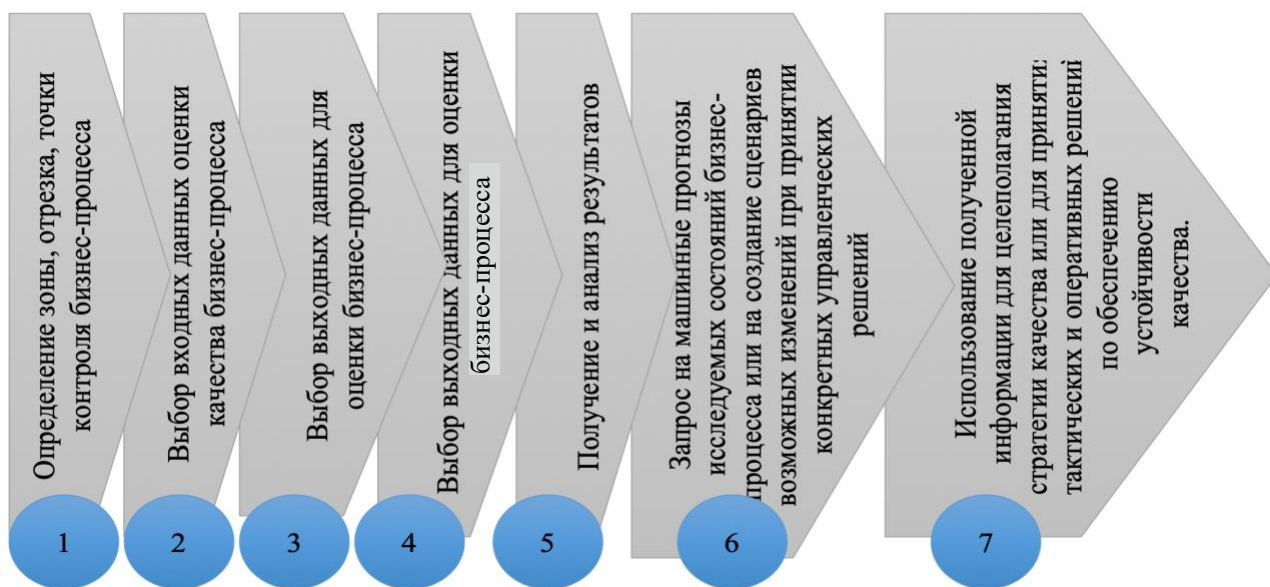 Определение зоны, отрезка, точки
контроля бизнес-процесса
1
Выбор входных данных оценки
качества бизнес-процесса
2
Выбор выходных данных для
оценки бизнес-процесса
3
Выбор выходных данных для оценки
бизнес-процесса
4
Получение и анализ результатов
5
Запрос на машинные прогнозы
исследуемых состояний бизнес-
процесса или на создание сценариев
возможных изменений при принятии
конкретных управленческих
решений
6
Использование полученной
информации для целеполагания
стратегии качества или для приняти
тактических и оперативных решени
по обеспечению
устойчивости
качества.
7